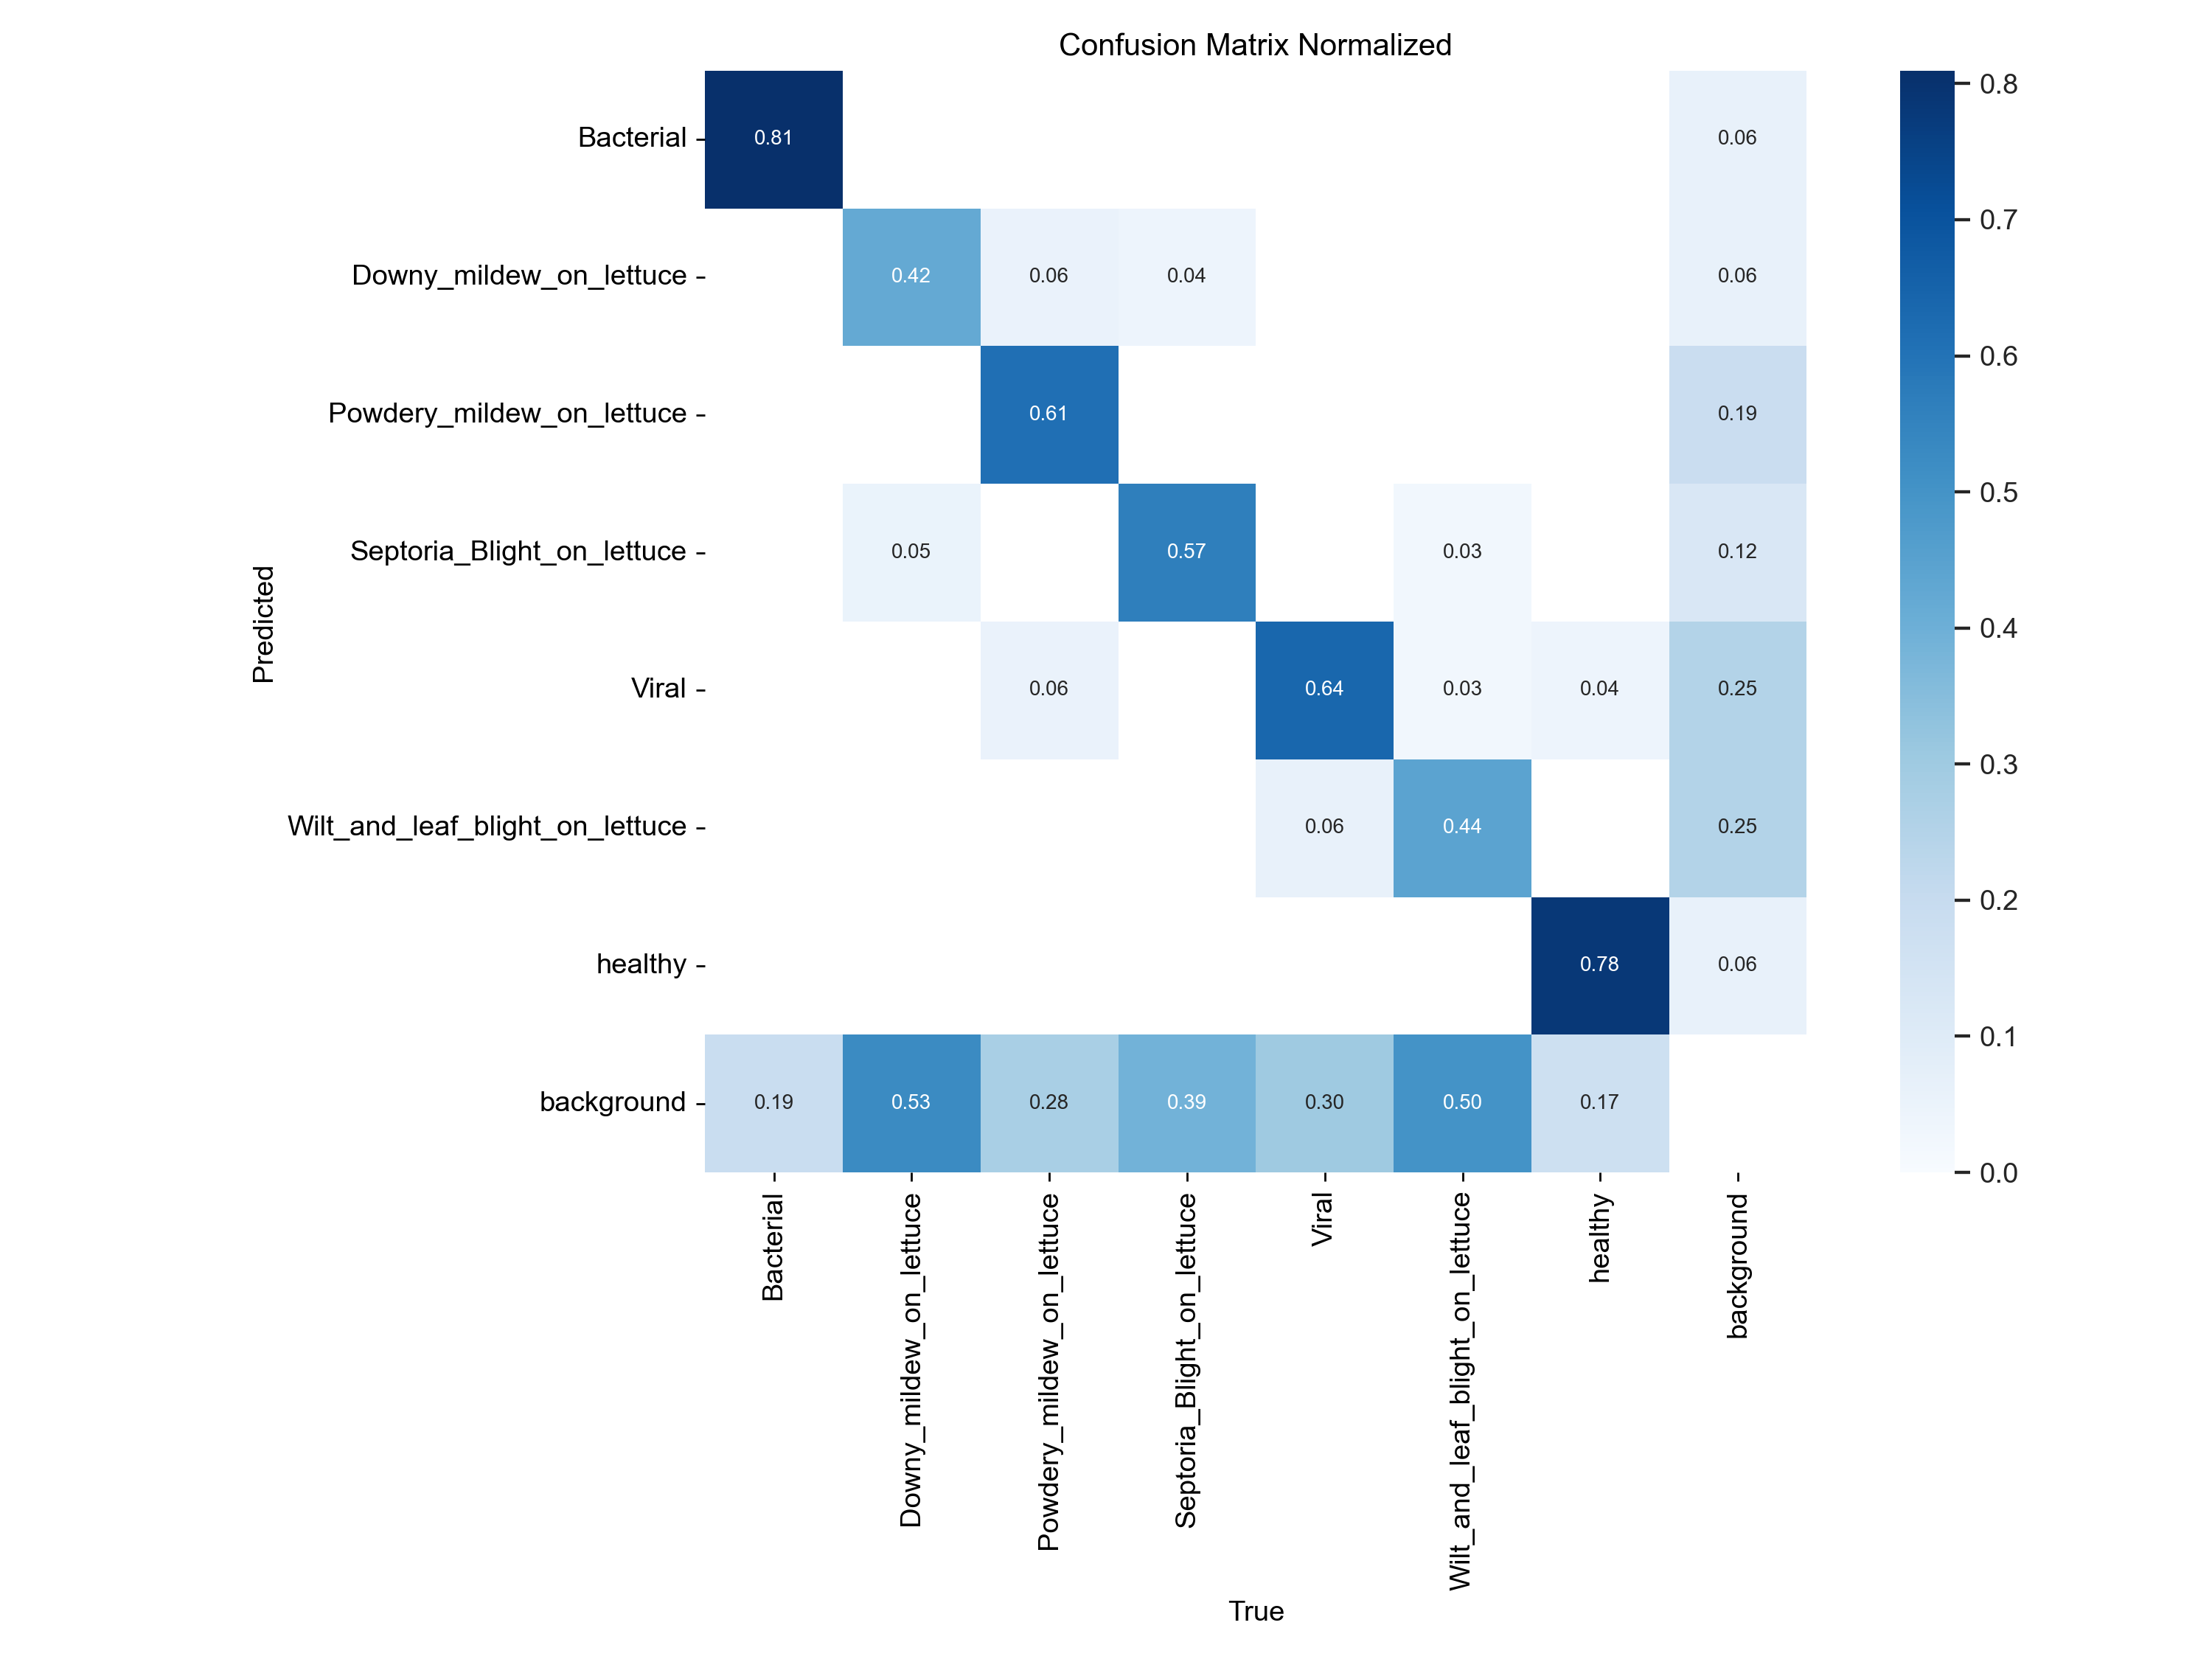 Confusion Matrix Normalized
Predicted
Bacterial 0.81 0.06
Downy_mildew_on_lettuce 0.42 0.06 0.04 0.06
Powdery_mildew_on_lettuce 0.61 0.19
Septoria_Blight_on_lettuce 0.05 0.57 0.03 0.12
Viral 0.06 0.64 0.03 0.04 0.25
Wilt_and_leaf_blight_on_lettuce 0.06 0.44 0.25
healthy 0.78 0.06
background 0.19 0.53 0.28 0.39 0.30 0.50 0.17
Bacterial
Downy_mildew_on_lettuce
Powdery_mildew_on_lettuce
Septoria_Blight_on_lettuce
Viral
Wilt_and_leaf_blight_on_lettuce
healthy
background
True
0.8
0.7
0.6
0.5
0.4
0.3
0.2
0.1
0.0